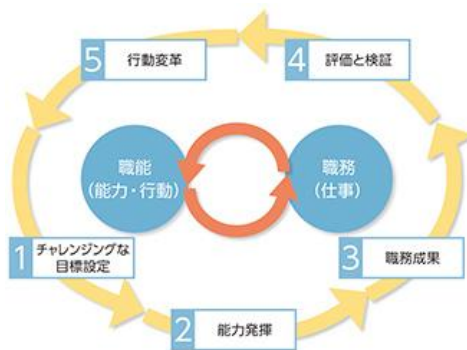 5 行動変革
4 評価と検証
職能
(能力・行動)
職務
(仕事)
1 チャレンジングな
目標設定
3 職務成果
2 能力発揮